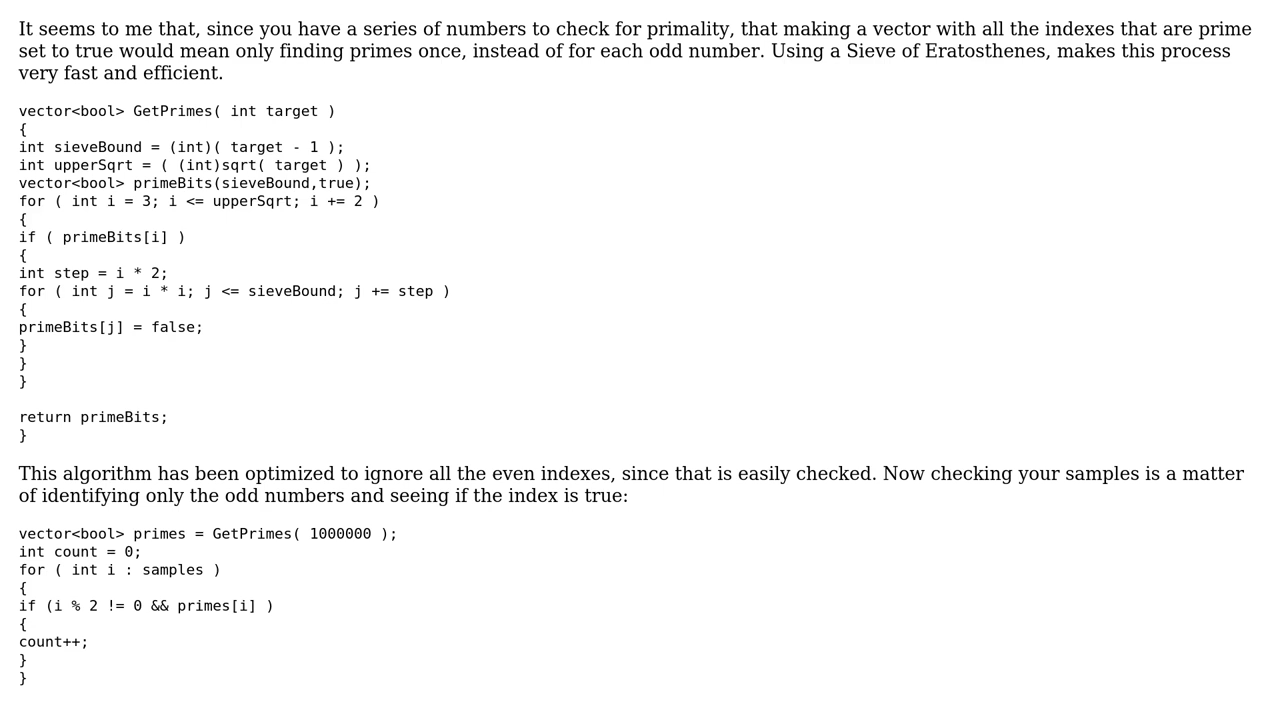 It seems to me that, since you have a series of numbers to check for primality, that making a vector with all the indexes that are prime
set to true would mean only finding primes once, instead of for each odd number. Using a Sieve of Eratosthenes, makes this process
very fast and efficient.
vector<bool> GetPrimes( int target )
{
int sieveBound = (int)( target - 1 );
int upperSqrt = ( (int)sqrt( target ) );
vector<bool> primeBits(sieveBound,true);
for ( int i = 3; i <= upperSqrt; i += 2 )
{
if ( primeBits[i] )
{
int step = i * 2;
for ( int j = i * i; j <= sieveBound; j += step )
{
primeBits[j] = false;
}
}
}
return primeBits;
}
This algorithm has been optimized to ignore all the even indexes, since that is easily checked. Now checking your samples is a matter
of identifying only the odd numbers and seeing if the index is true:
vector<bool> primes = GetPrimes( 1000000 );
int count = 0;
for ( int i : samples )
{
if (i % 2 != 0 && primes[i] )
{
count++;
}
}